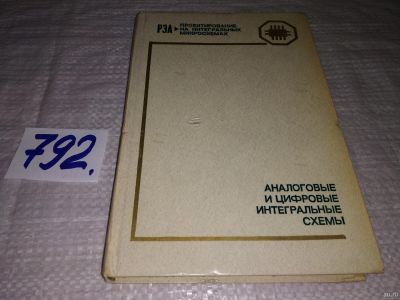 РЭА ПРОЕКТИРОВАНИЕ
НА ИНТЕГРАЛЬНЫХ
МИКРОСХЕМАХ
792.
АНАЛОГОВЫЕ
И ЦИФРОВЫЕ
ИНТЕГРАЛЬНЫЕ
СХЕМЫ